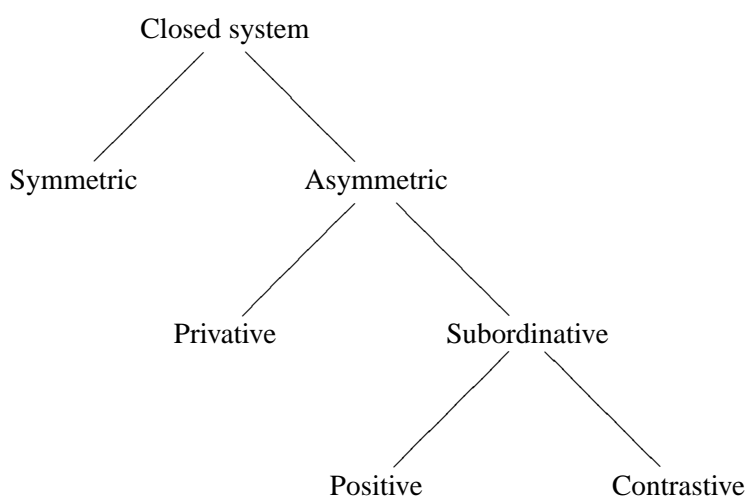 Closed system
Symmetric Asymmetric
Privative Subordinative
Positive Contrastive